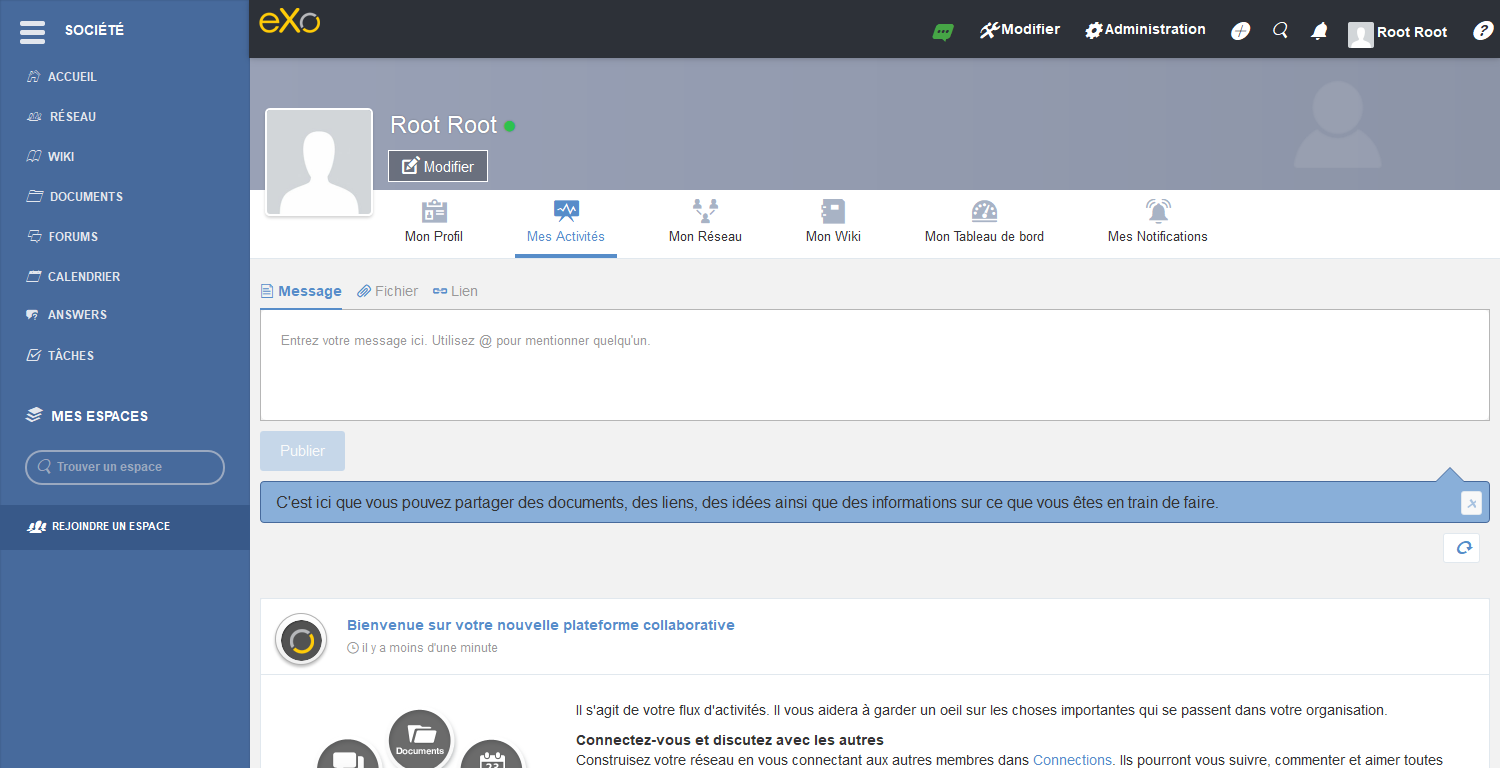 SOCIÉTÉ
eXo
Modifier
Administration
Root Root
?
ACCUEIL
RÉSEAU
WIKI
DOCUMENTS
FORUMS
CALENDRIER
ANSWERS
TÂCHES
MES ESPACES
Trouver un espace
REJOINDRE UN ESPACE
Root Root
Modifier
Mon Profil
Mes Activités
Mon Réseau
Mon Wiki
Mon Tableau de bord
Mes Notifications
Message
Fichier
Lien
Entrez votre message ici. Utilisez @ pour mentionner quelqu'un.
Publier
C'est ici que vous pouvez partager des documents, des liens, des idées ainsi que des informations sur ce que vous êtes en train de faire.
x
Bienvenue sur votre nouvelle plateforme collaborative
il y a moins d'une minute
Documents
23
Il s'agit de votre flux d'activités. Il vous aidera à garder un oeil sur les choses importantes qui se passent dans votre organisation.
Connectez-vous et discutez avec les autres
Construisez votre réseau en vous connectant aux autres membres dans Connections. Ils pourront vous suivre, commenter et aimer toutes